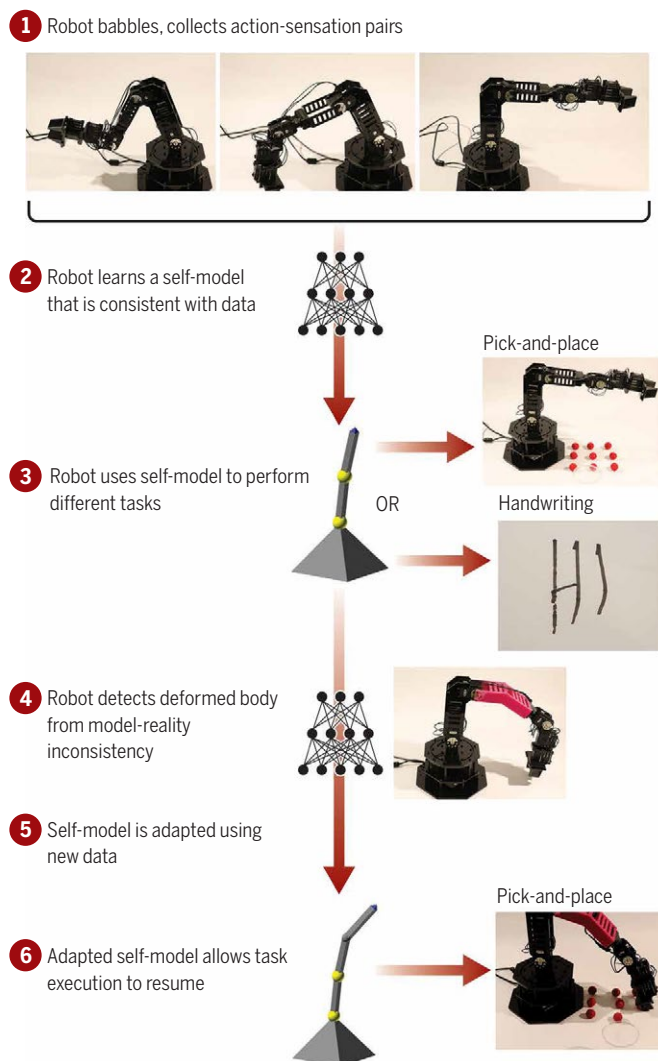 1 Robot babbles, collects action-sensation pairs
2 Robot learns a self-model
that is consistent with data
Pick-and-place
3 Robot uses self-model to perform
different tasks
OR
Handwriting
HI
4 Robot detects deformed body
from model-reality
inconsistency
5 Self-model is adapted using
new data
Pick-and-place
6 Adapted self-model allows task
execution to resume